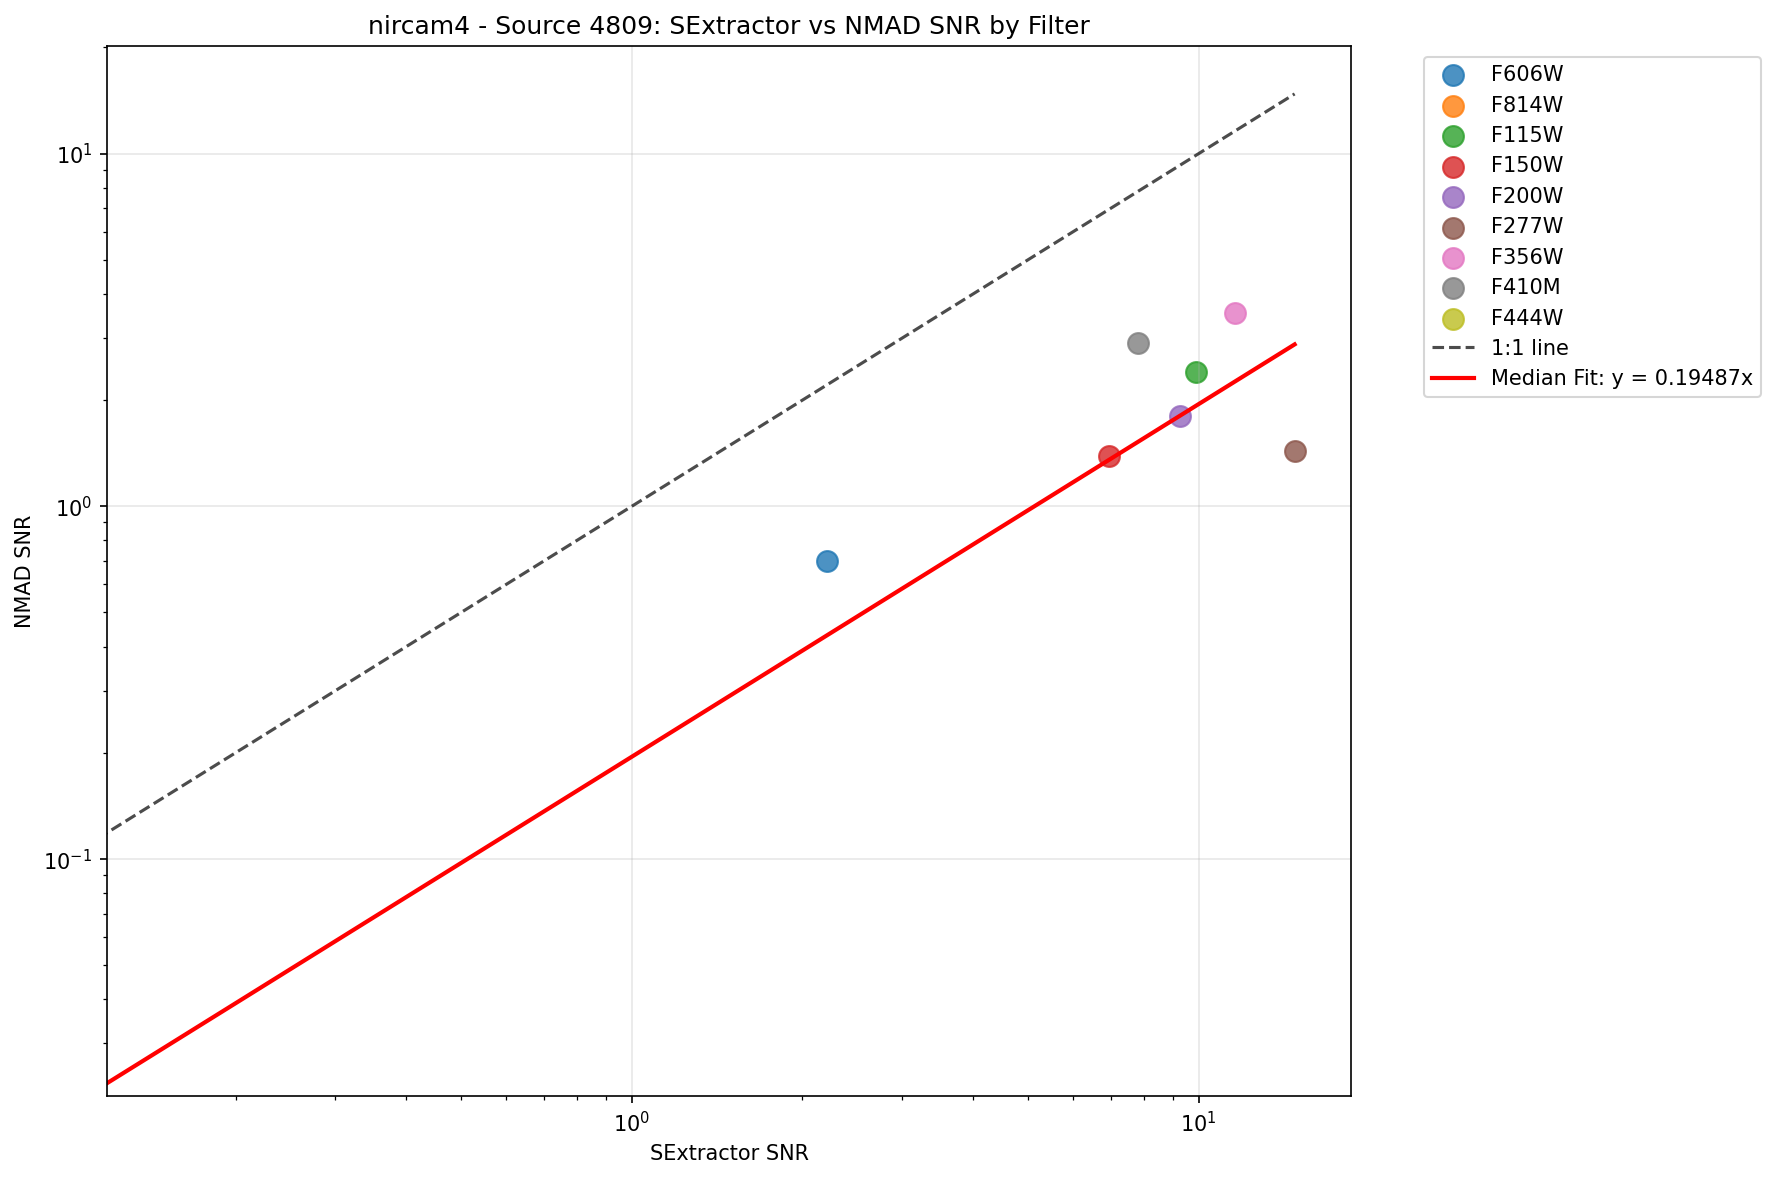 nircam4 - Source 4809: SExtractor vs NMAD SNR by Filter
NMAD SNR
10¹
10⁰
10⁻¹
10⁰
10¹
SExtractor SNR
F606W
F814W
F115W
F150W
F200W
F277W
F356W
F410M
F444W
1:1 line
Median Fit: y = 0.19487x